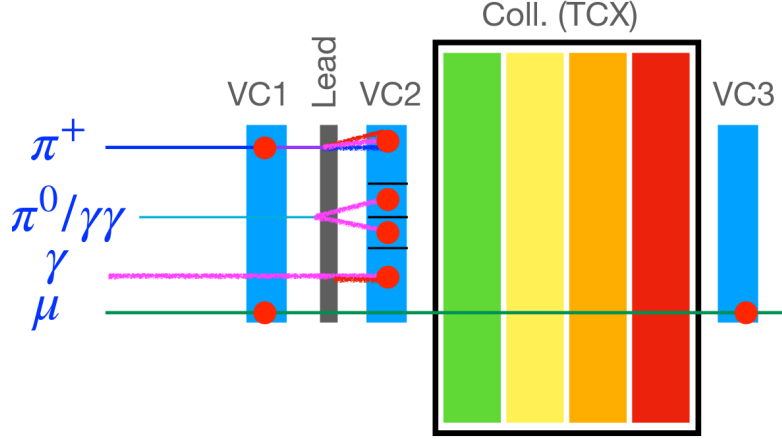 Coll. (TCX)
VC1
Lead
VC2
VC3
π⁺
π⁰/γγ
γ
μ